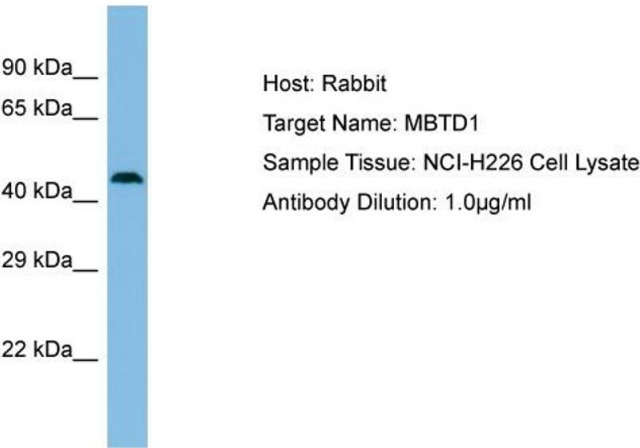 90 kDa
65 kDa
40 kDa
29 kDa
22 kDa
Host: Rabbit
Target Name: MBTD1
Sample Tissue: NCI-H226 Cell Lysate
Antibody Dilution: 1.0µg/ml